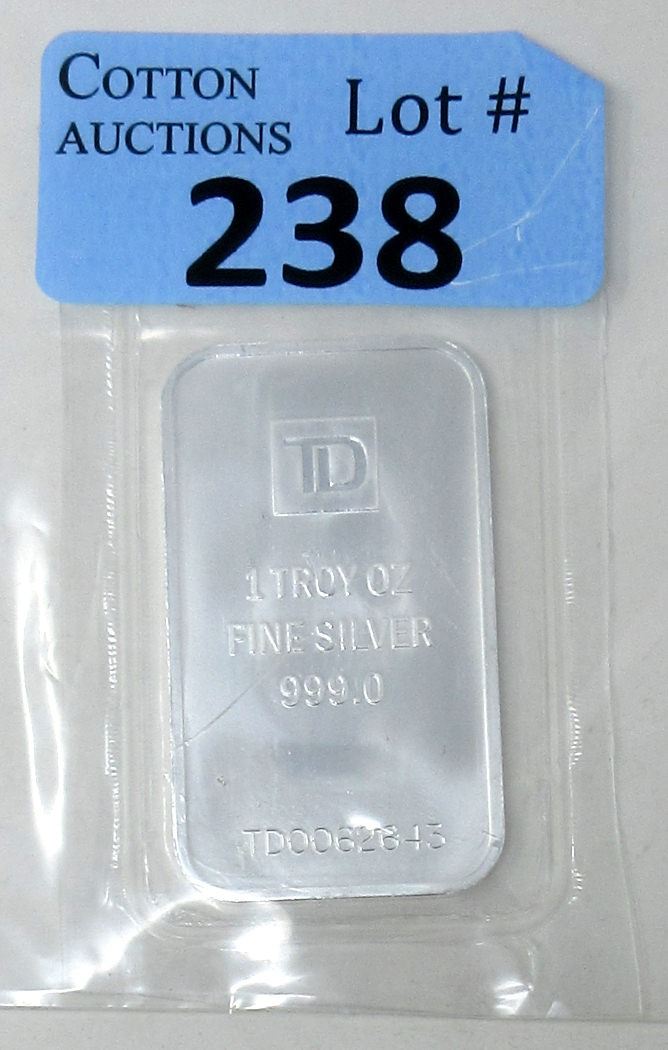 COTTON
AUCTIONS
Lot #
238
TD
1 TROY OZ
FINE SILVER
999.0
TD0062643